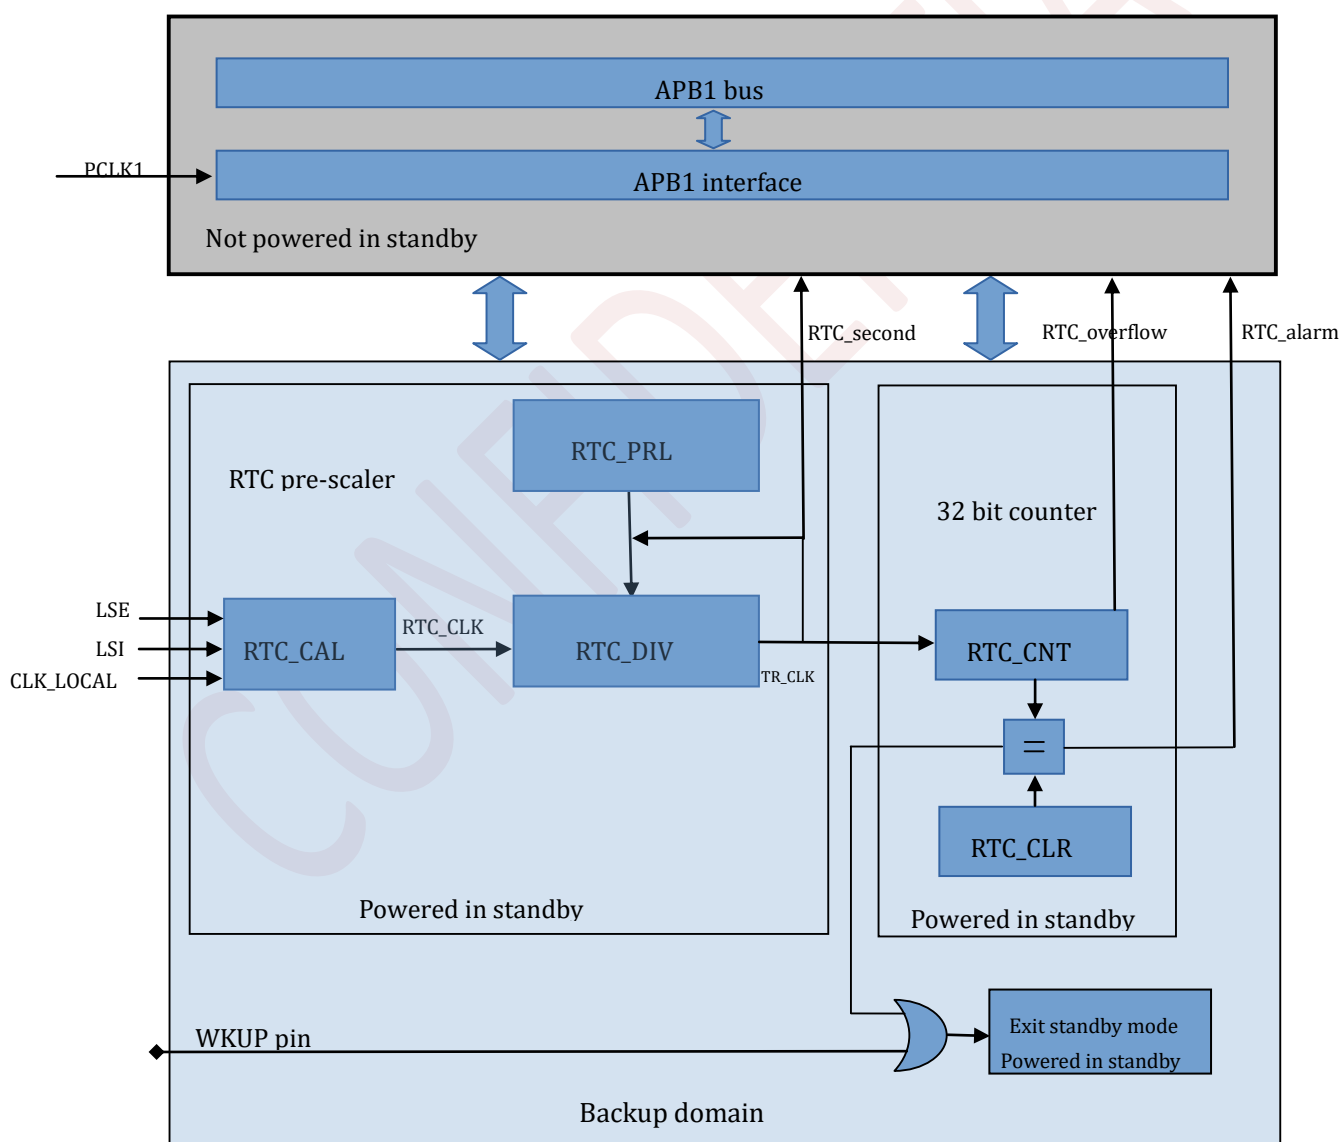 APB1 bus
PCLK1
APB1 interface
Not powered in standby
RTC_second
RTC_overflow
RTC_alarm
RTC_PRL
RTC pre-scaler
32 bit counter
LSE
LSI
CLK_LOCAL
RTC_CAL
RTC_CLK
RTC_DIV
TR_CLK
RTC_CNT
=
RTC_CLR
Powered in standby
Powered in standby
WKUP pin
Exit standby mode
Powered in standby
Backup domain